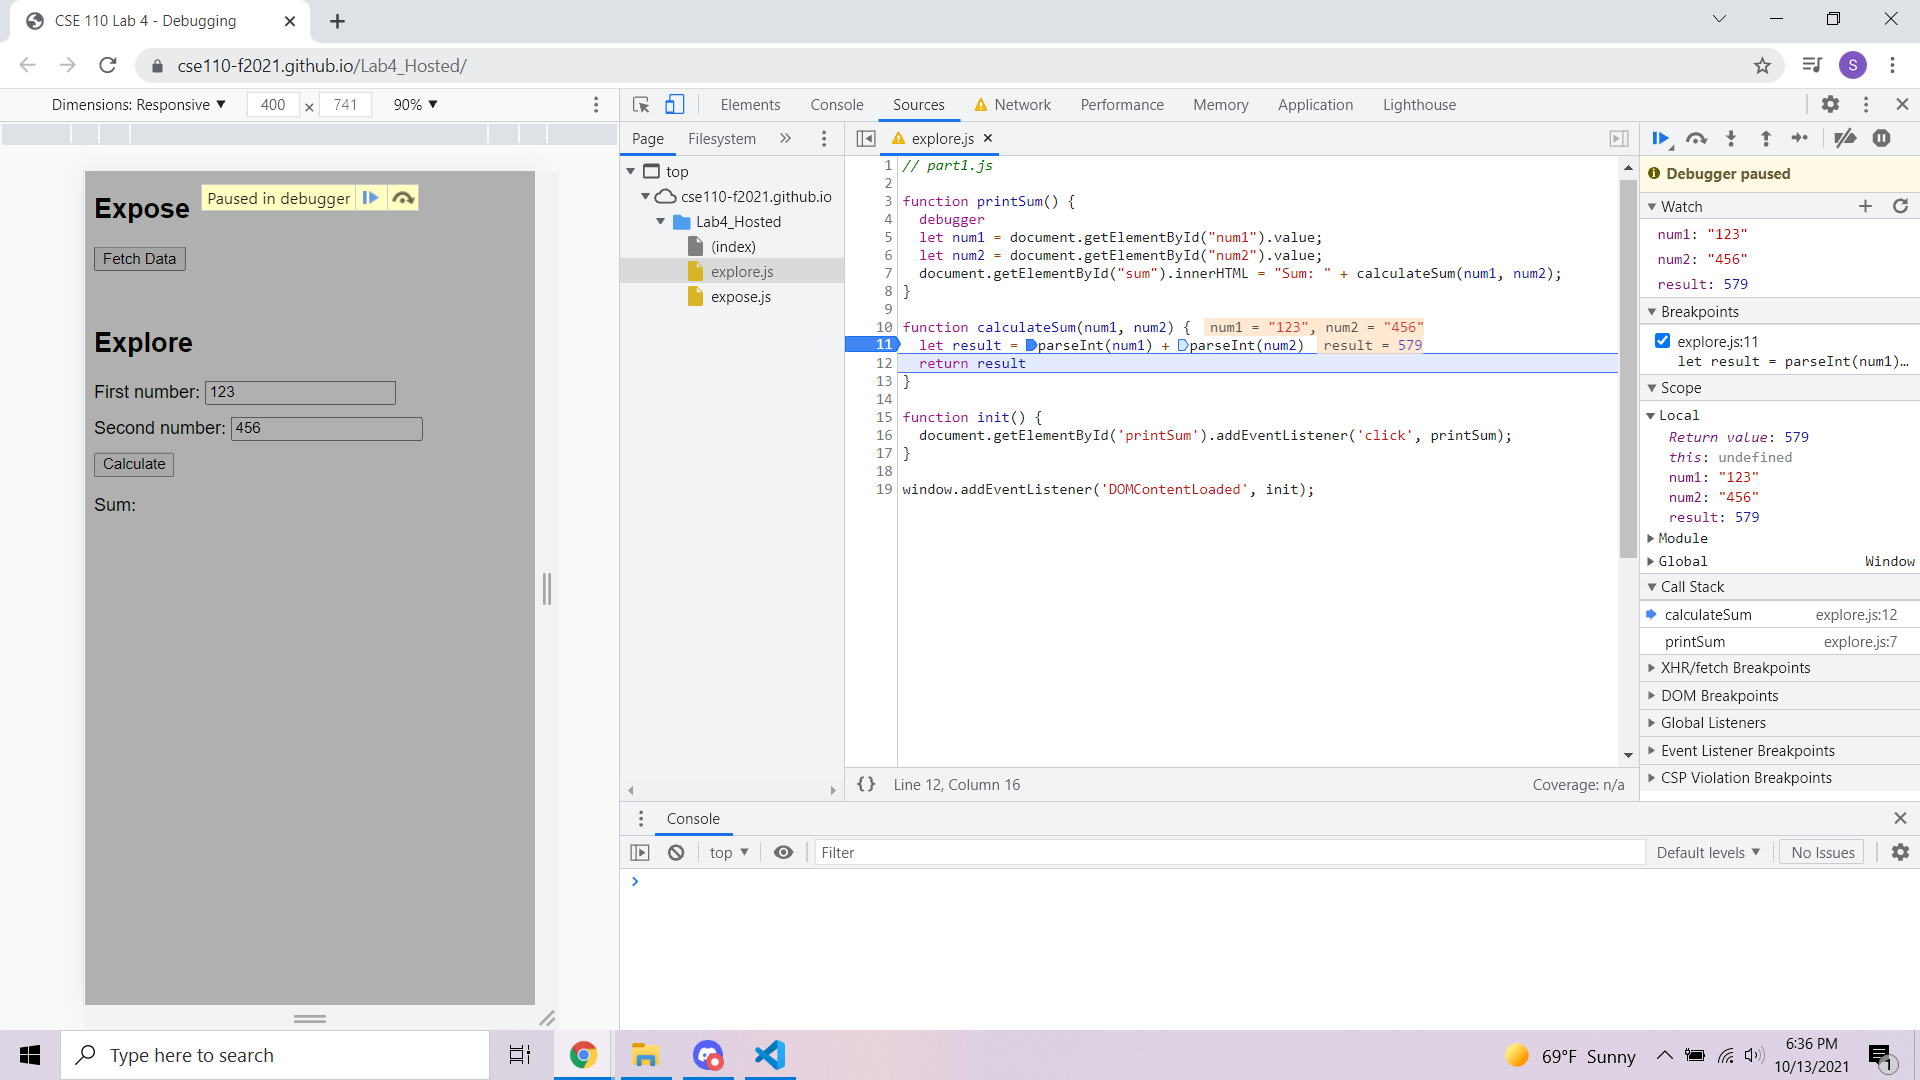 CSE 110 Lab 4 - Debugging
cse110-f2021.github.io/Lab4_Hosted/
S
Dimensions: Responsive ▼ 400 × 741 90% ▼
Elements Console Sources Network Performance Memory Application Lighthouse
Page Filesystem »
explore.js ×
Expose
Paused in debugger
Fetch Data
Explore
First number: 123
Second number: 456
Calculate
Sum:
top
cse110-f2021.github.io
Lab4_Hosted
(index)
explore.js
expose.js
1 // part1.js
2
3 function printSum() {
4 debugger
5 let num1 = document.getElementById("num1").value;
6 let num2 = document.getElementById("num2").value;
7 document.getElementById("sum").innerHTML = "Sum: " + calculateSum(num1, num2);
8 }
9
10 function calculateSum(num1, num2) { num1 = "123", num2 = "456"
11 let result = parseInt(num1) + parseInt(num2) result = 579
12 return result
13 }
14
15 function init() {
16 document.getElementById('printSum').addEventListener('click', printSum);
17 }
18
19 window.addEventListener('DOMContentLoaded', init);
{} Line 12, Column 16 Coverage: n/a
Debugger paused
Watch
num1: "123"
num2: "456"
result: 579
Breakpoints
explore.js:11
let result = parseInt(num1)…
Scope
Local
Return value: 579
this: undefined
num1: "123"
num2: "456"
result: 579
Module
Global Window
Call Stack
calculateSum explore.js:12
printSum explore.js:7
XHR/fetch Breakpoints
DOM Breakpoints
Global Listeners
Event Listener Breakpoints
CSP Violation Breakpoints
Console
top ▼ Filter Default levels ▼ No Issues
Type here to search
69°F Sunny
6:36 PM
10/13/2021
1